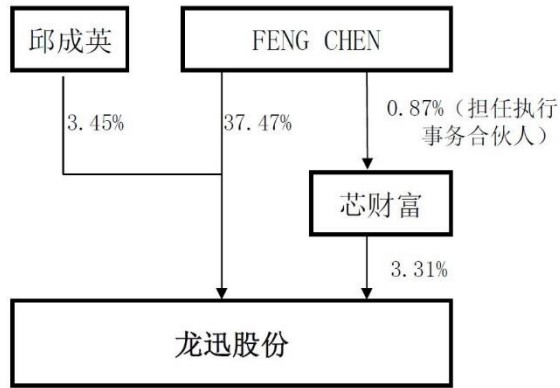 邱成英
FENG CHEN
3.45%
37.47%
0.87%（担任执行
事务合伙人）
芯财富
3.31%
龙迅股份